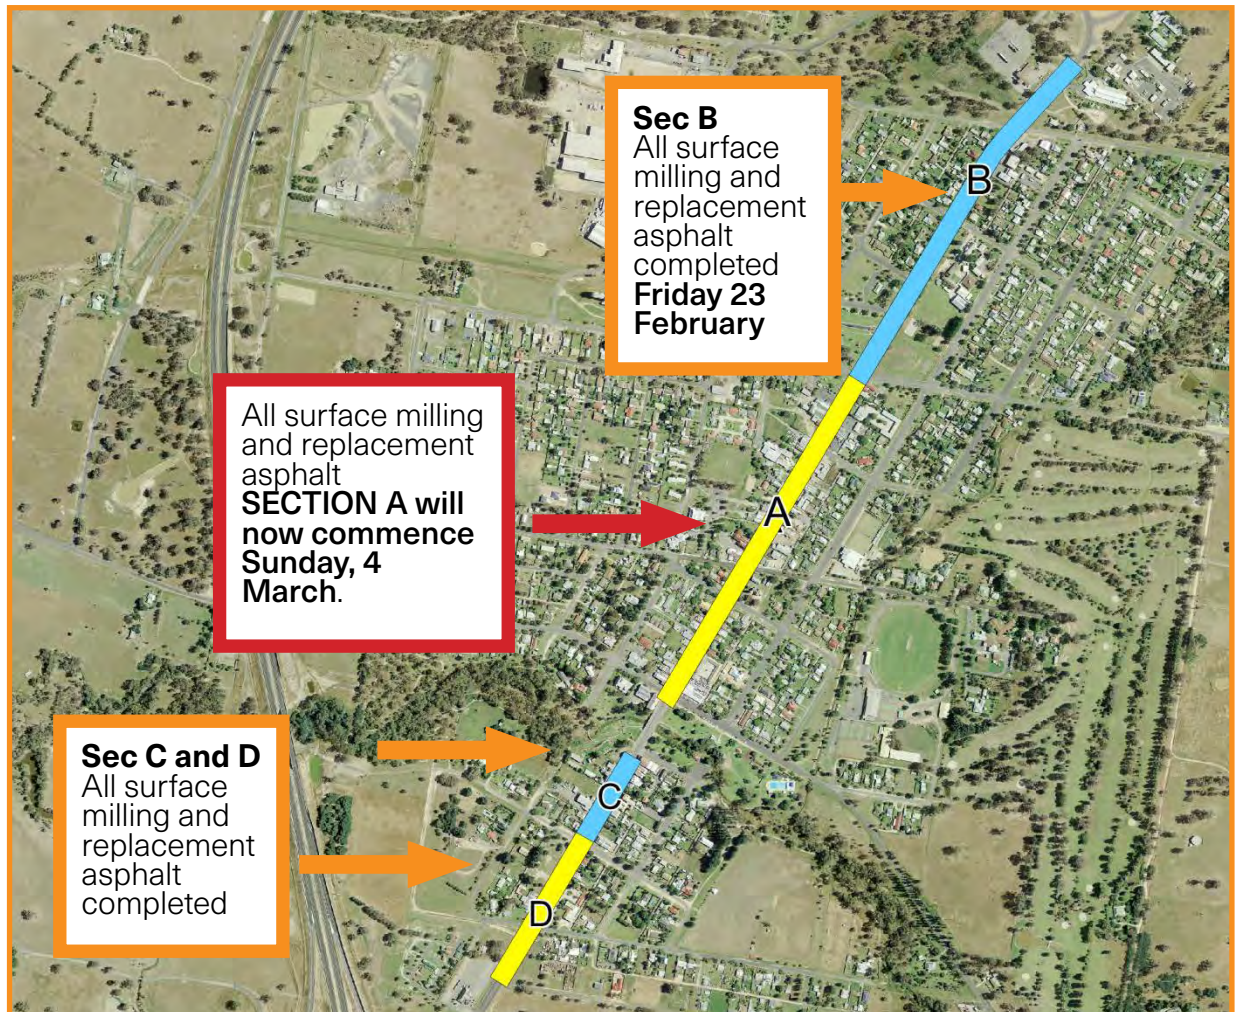 Sec B
All surface
milling and
replacement
asphalt
completed
Friday 23
February
B
All surface milling
and replacement
asphalt
SECTION A will
now commence
Sunday, 4
March.
A
Sec C and D
All surface
milling and
replacement
asphalt
completed
C
D